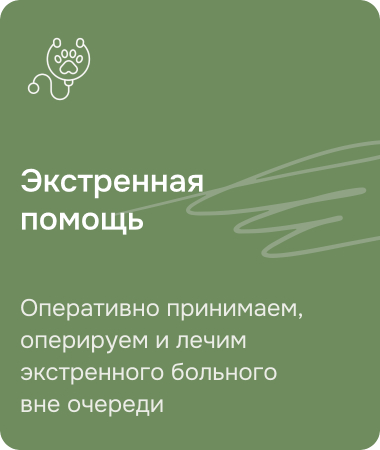 Экстренная
помощь
Оперативно принимаем,
оперируем и лечим
экстренного больного
вне очереди